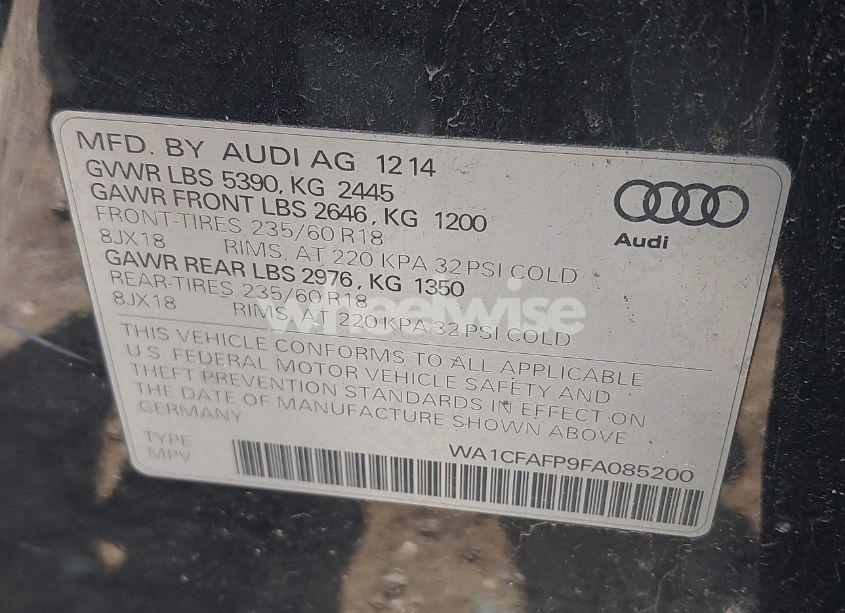 MFD. BY AUDI AG 12 14
GVWR LBS 5390, KG 2445
GAWR FRONT LBS 2646, KG 1200
FRONT-TIRES 235/60 R18
8JX18 RIMS, AT 220 KPA 32 PSI COLD
GAWR REAR LBS 2976, KG 1350
REAR-TIRES 235/60 R18
8JX18 RIMS, AT 220 KPA 32 PSI COLD
Audi
wheelwise
THIS VEHICLE CONFORMS TO ALL APPLICABLE
U.S. FEDERAL MOTOR VEHICLE SAFETY AND
THEFT PREVENTION STANDARDS IN EFFECT ON
THE DATE OF MANUFACTURE SHOWN ABOVE
GERMANY
TYPE WA1CFAFP9FA085200
MPV